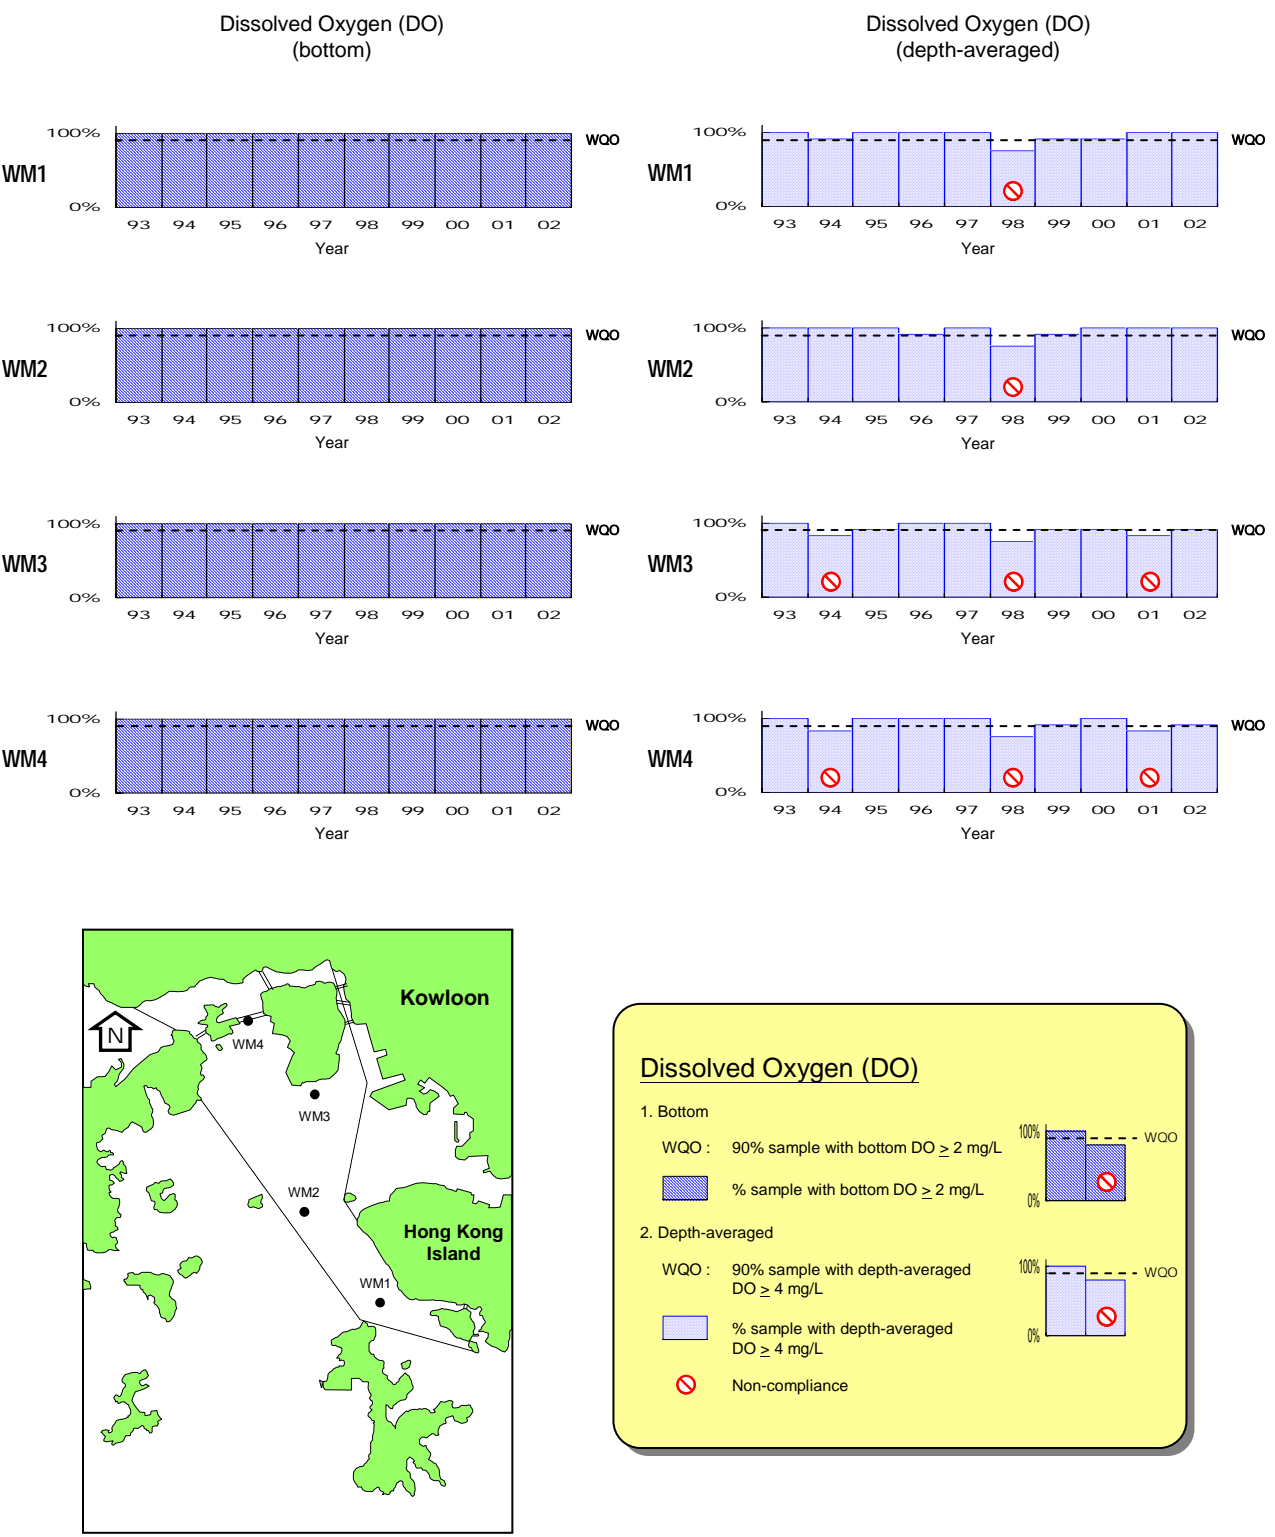 Dissolved Oxygen (DO)
(bottom)
Dissolved Oxygen (DO)
(depth-averaged)
WM1
100%
0%
WQO
93 94 95 96 97 98 99 00 01 02
Year
WM1
100%
0%
WQO
93 94 95 96 97 98 99 00 01 02
Year
WM2
100%
0%
WQO
93 94 95 96 97 98 99 00 01 02
Year
WM2
100%
0%
WQO
93 94 95 96 97 98 99 00 01 02
Year
WM3
100%
0%
WQO
93 94 95 96 97 98 99 00 01 02
Year
WM3
100%
0%
WQO
93 94 95 96 97 98 99 00 01 02
Year
WM4
100%
0%
WQO
93 94 95 96 97 98 99 00 01 02
Year
WM4
100%
0%
WQO
93 94 95 96 97 98 99 00 01 02
Year
Kowloon
N
WM4
WM3
WM2
Hong Kong
Island
WM1
Dissolved Oxygen (DO)
1. Bottom
WQO : 90% sample with bottom DO ≥ 2 mg/L
% sample with bottom DO ≥ 2 mg/L
100%
0%
WQO
2. Depth-averaged
WQO : 90% sample with depth-averaged
DO ≥ 4 mg/L
% sample with depth-averaged
DO ≥ 4 mg/L
100%
0%
WQO
Non-compliance